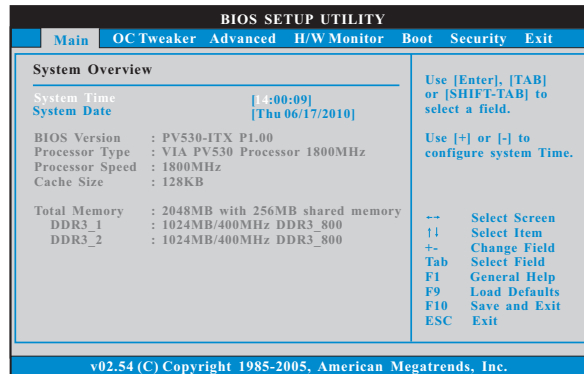 BIOS SETUP UTILITY
Main OC Tweaker Advanced H/W Monitor Boot Security Exit
System Overview
System Time [14:00:09]
System Date [Thu 06/17/2010]
BIOS Version : PV530-ITX P1.00
Processor Type : VIA PV530 Processor 1800MHz
Processor Speed : 1800MHz
Cache Size : 128KB
Total Memory : 2048MB with 256MB shared memory
DDR3_1 : 1024MB/400MHz DDR3_800
DDR3_2 : 1024MB/400MHz DDR3_800
Use [Enter], [TAB]
or [SHIFT-TAB] to
select a field.
Use [+] or [-] to
configure system Time.
←→ Select Screen
↑↓ Select Item
+- Change Field
Tab Select Field
F1 General Help
F9 Load Defaults
F10 Save and Exit
ESC Exit
v02.54 (C) Copyright 1985-2005, American Megatrends, Inc.